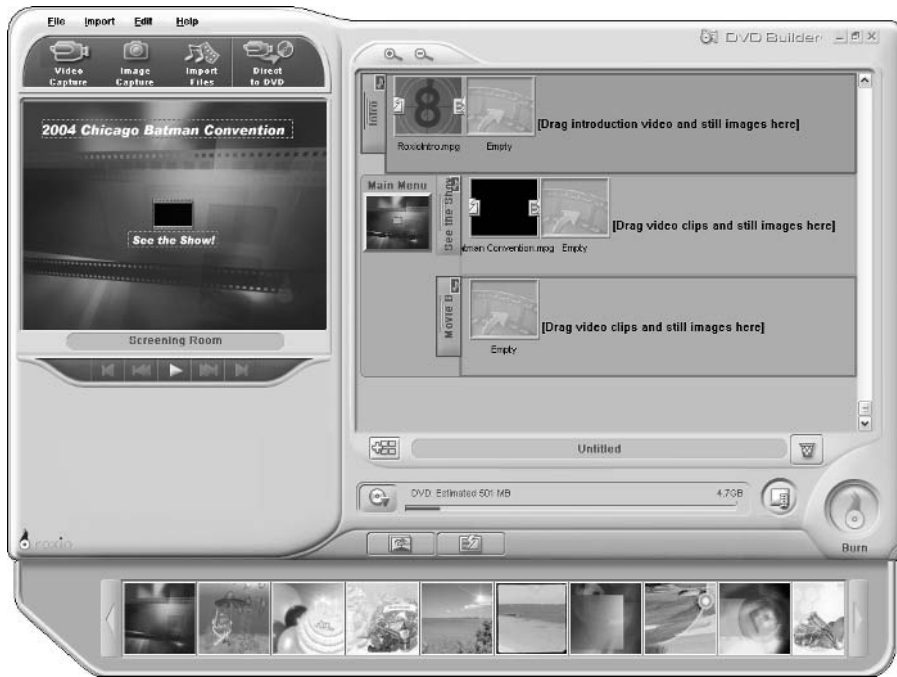 File Import Edit Help
DVD Builder
Video Capture
Image Capture
Import Files
Direct to DVD
2004 Chicago Batman Convention
See the Show!
Screening Room
Intro
8
RoxioIntro.mpg
Empty
[Drag introduction video and still images here]
Main Menu
See the Show
tman Convention.mpg
Empty
[Drag video clips and still images here]
Movie B
Empty
[Drag video clips and still images here]
Untitled
DVD: Estimated 501 MB
4.7GB
roxio
Burn